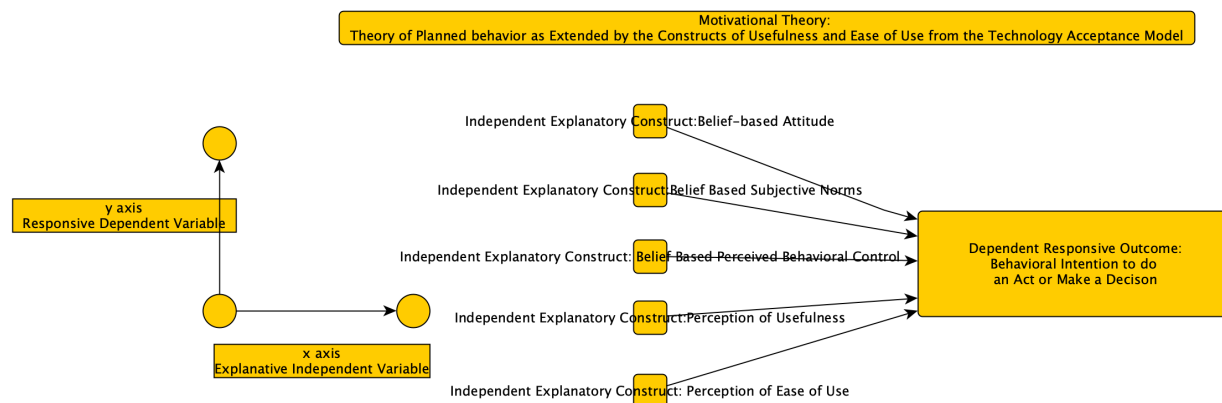 Motivational Theory:
Theory of Planned behavior as Extended by the Constructs of Usefulness and Ease of Use from the Technology Acceptance Model
Independent Explanatory Construct:Belief-based Attitude
Independent Explanatory Construct:Belief Based Subjective Norms
y axis
Responsive Dependent Variable
Independent Explanatory Construct: Belief Based Perceived Behavioral Control
Dependent Responsive Outcome:
Behavioral Intention to do
an Act or Make a Decison
Independent Explanatory Construct:Perception of Usefulness
x axis
Explanative Independent Variable
Independent Explanatory Construct: Perception of Ease of Use